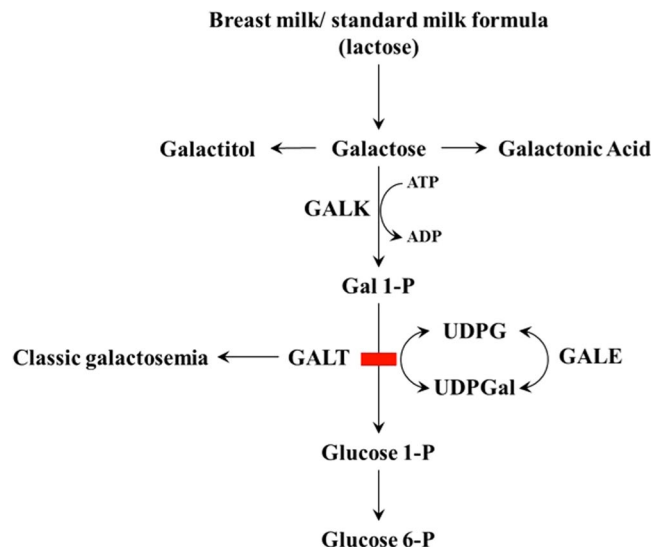 Breast milk/ standard milk formula
(lactose)
Galactitol
Galactose
Galactonic Acid
ATP
GALK
ADP
Gal 1-P
UDPG
Classic galactosemia
GALT
GALE
UDPGal
Glucose 1-P
Glucose 6-P